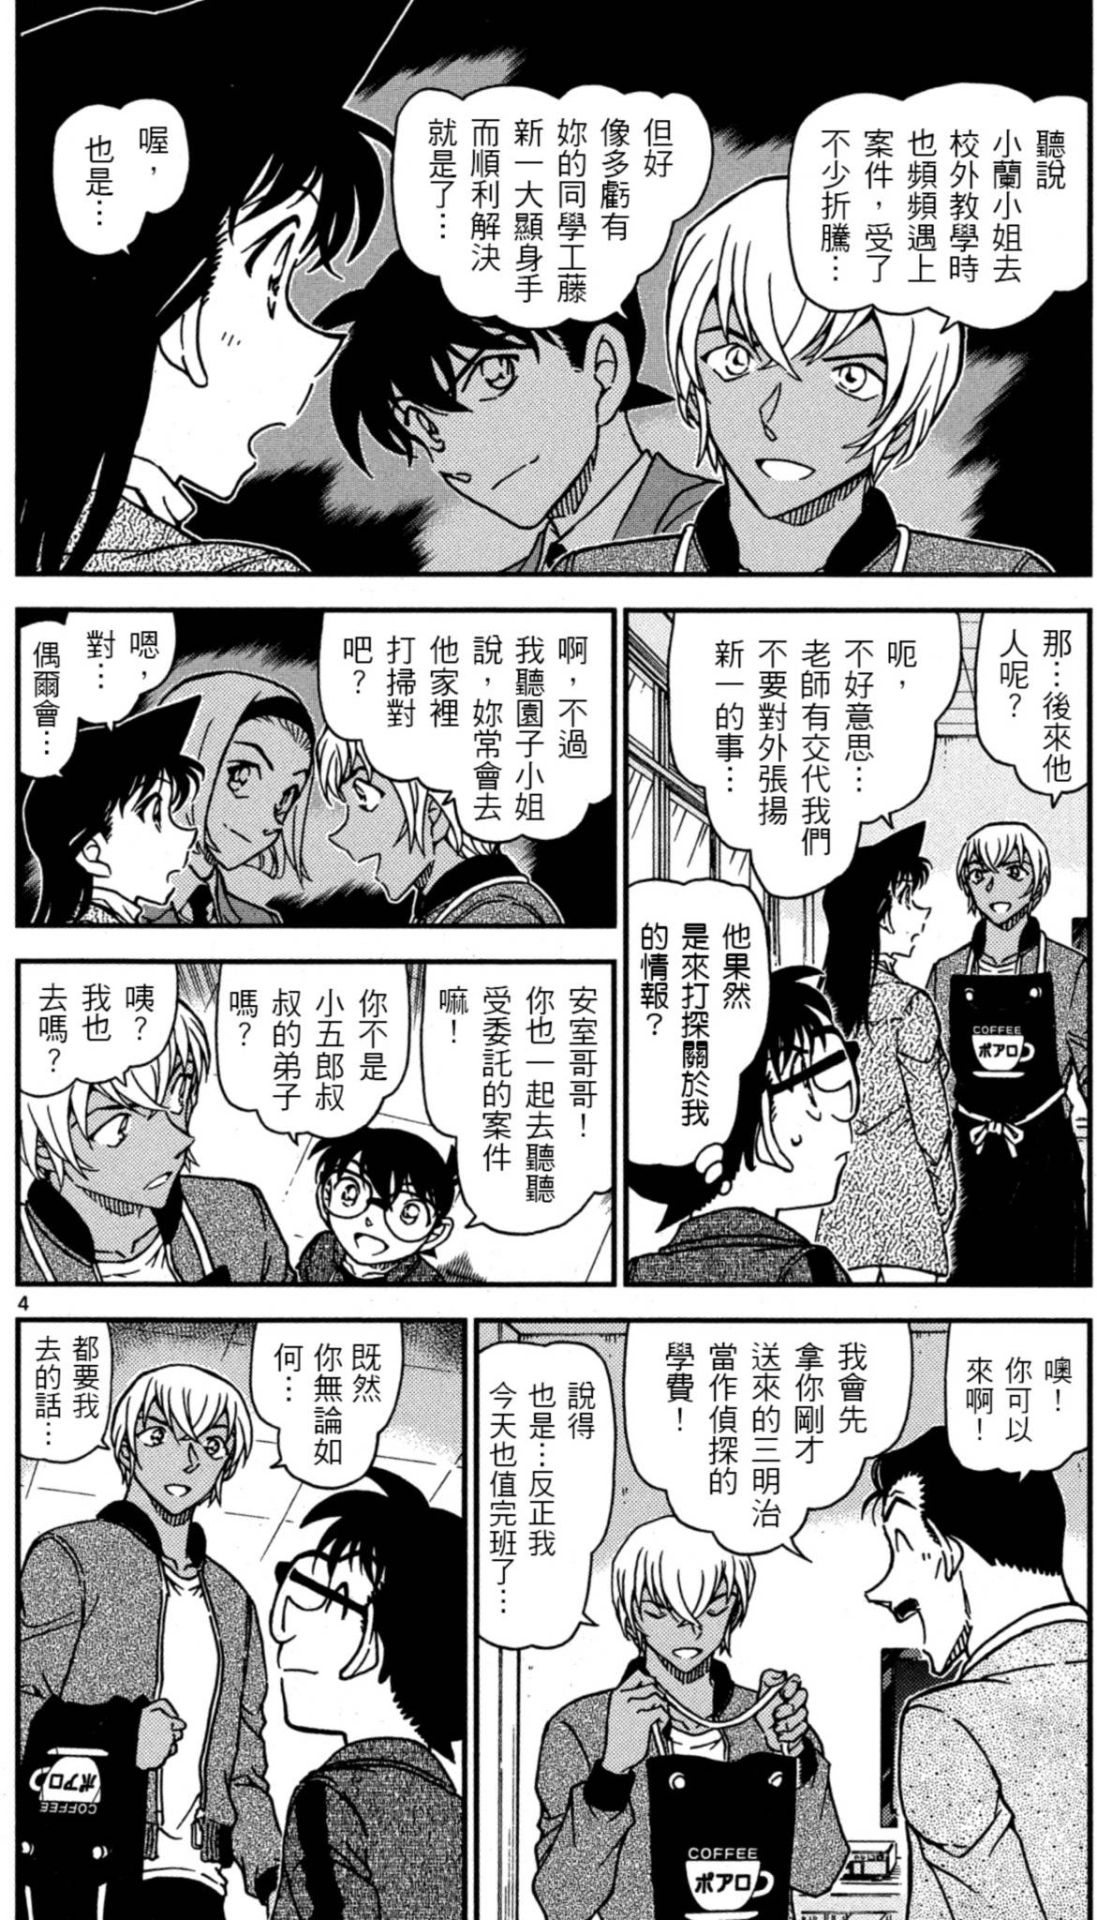 聽說
小蘭小姐去
校外教學時
也頻頻遇上
案件，受了
不少折騰…
但好
像多虧有
妳的同學工藤
新一大顯身手
而順利解決
就是了…
喔，
也是…
那…後來他
人呢？
呃，
不好意思…
老師有交代我們
不要對外張揚
新一的事…
COFFEE
ポアロ
他果然
是來打探關於我
的情報？
啊，不過
我聽園子小姐
說，妳常會去
他家裡
打掃對
吧？
嗯，
對…
偶爾會…
安室哥哥！
你也一起去聽聽
受委託的案件
嘛！
你不是
小五郎叔
叔的弟子
嗎？
咦？
我也
去嗎？
4
噢！
你可以
來啊！
我會先
拿你剛才
送來的三明治
當作偵探的
學費！
說得
也是…反正我
今天也值完班了…
COFFEE
ポアロ
既然
你無論如
何…
都要我
去的話…
ポアロ
COFFEE